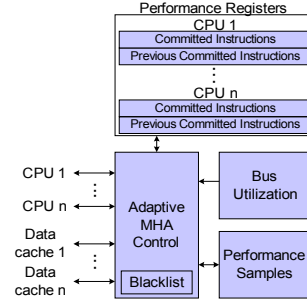 Performance Registers
CPU 1
Committed Instructions
Previous Committed Instructions
⋮
CPU n
Committed Instructions
Previous Committed Instructions
CPU 1
⋮
CPU n
Data
cache 1
⋮
Data
cache n
Adaptive
MHA
Control
Blacklist
Bus
Utilization
Performance
Samples